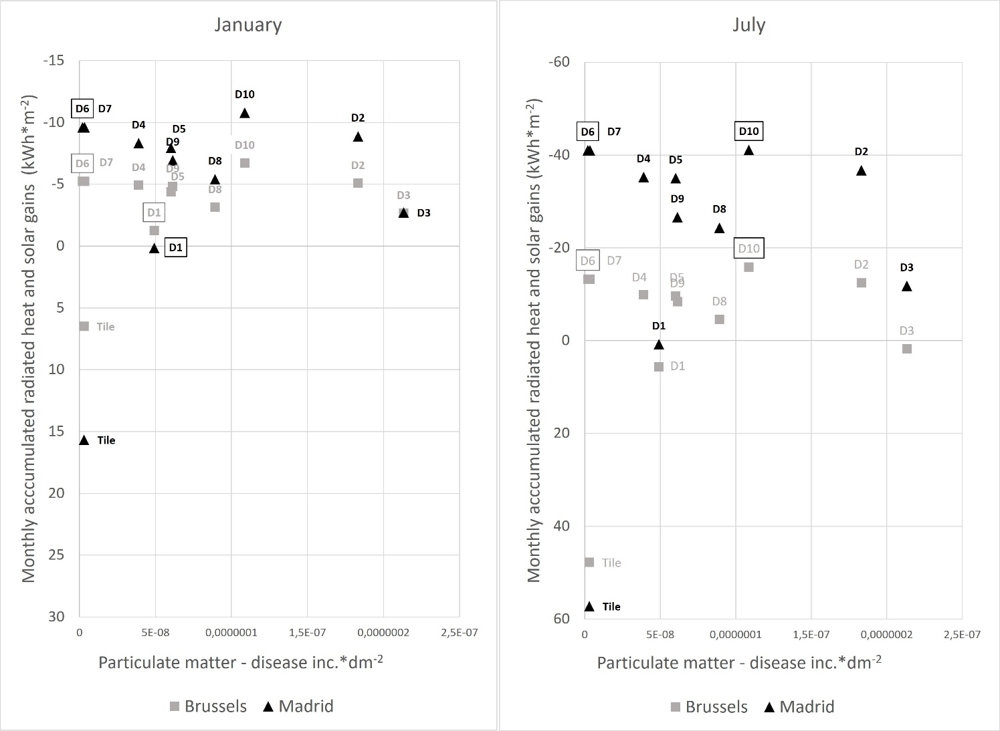 January
-15
-10
-5
0
5
10
15
20
25
30
Monthly acccumulated radiated heat and solar gains (kWh*m-2)
D10
D6 D7
D2
D4
D5
D9
D10
D8
D6 D7
D4
D9
D5
D2
D8
D3
D1
D3
D1
Tile
Tile
0 5E-08 0,0000001 1,5E-07 0,0000002 2,5E-07
Particulate matter - disease inc.*dm-2
Brussels Madrid
July
-60
-40
-20
0
20
40
60
Monthly acccumulated radiated heat and solar gains (kWh*m-2)
D6 D7
D10
D2
D4 D5
D9
D8
D10
D6 D7
D2
D3
D4 D5
D9
D8
D1
D3
D1
Tile
Tile
0 5E-08 0,0000001 1,5E-07 0,0000002 2,5E-07
Particulate matter - disease inc.*dm-2
Brussels Madrid